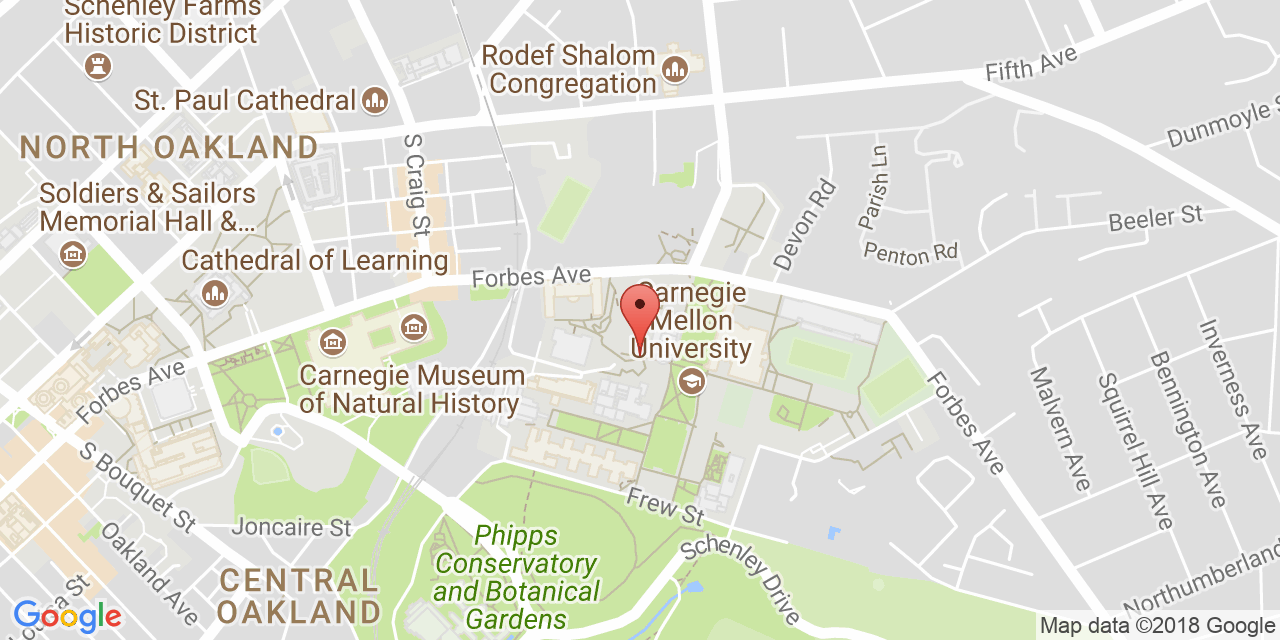 Schenley Farms
Historic District
Rodef Shalom
Congregation
Fifth Ave
St. Paul Cathedral
NORTH OAKLAND
S Craig St
Dunmoyle S
Parish Ln
Devon Rd
Soldiers & Sailors
Memorial Hall &…
Beeler St
Penton Rd
Cathedral of Learning
Forbes Ave
Carnegie
Mellon
University
Forbes Ave
Carnegie Museum
of Natural History
Inverness Ave
Bennington Ave
Squirrel Hill Ave
Malvern Ave
Forbes Ave
S Bouquet St
Joncaire St
Oakland Ave
Frew St
Schenley Drive
Phipps
Conservatory
and Botanical
Gardens
CENTRAL
OAKLAND
Northumberland
St
Google
Map data ©2018 Google